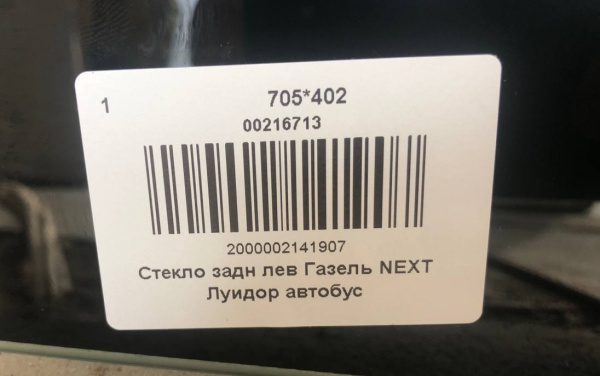 1 705*402
00216713
2000002141907
Стекло задн лев Газель NEXT
Луидор автобус